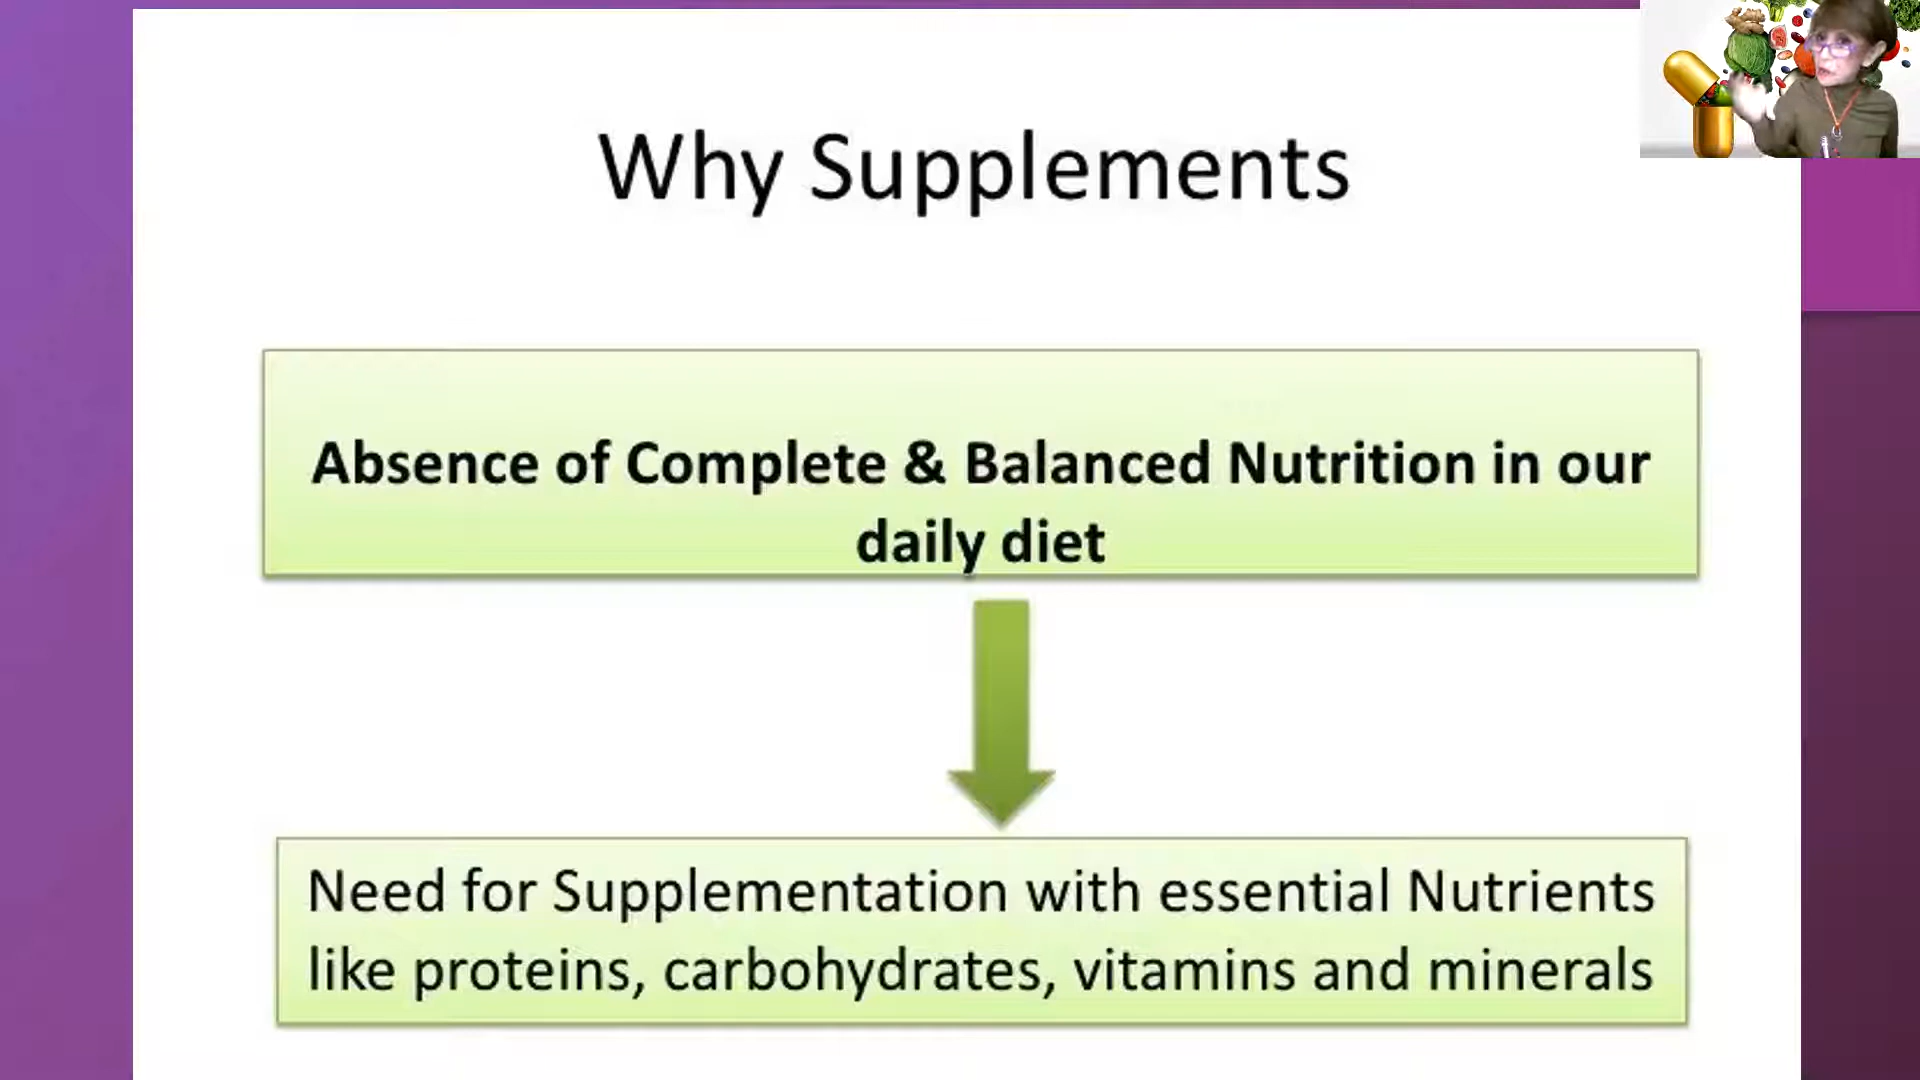 Why Supplements
Absence of Complete & Balanced Nutrition in our
daily diet
Need for Supplementation with essential Nutrients
like proteins, carbohydrates, vitamins and minerals